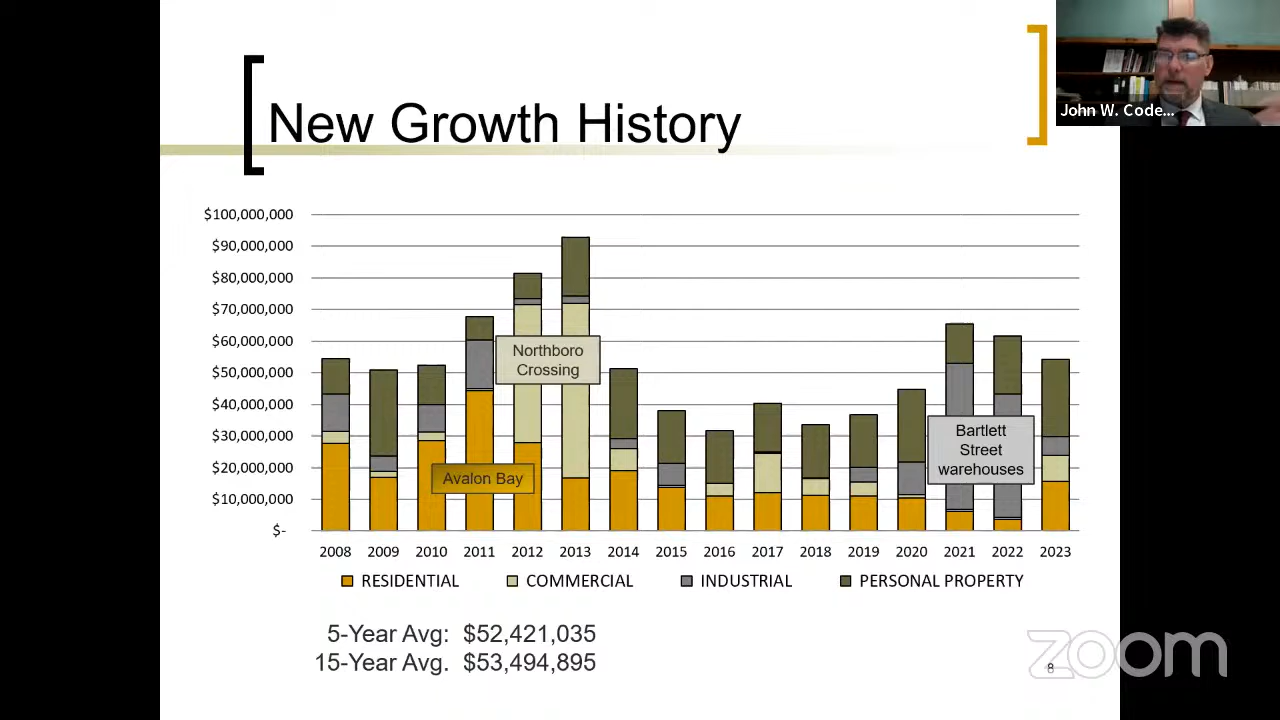 New Growth History
John W. Code...
$100,000,000
$90,000,000
$80,000,000
$70,000,000
$60,000,000
$50,000,000
$40,000,000
$30,000,000
$20,000,000
$10,000,000
$-
Northboro
Crossing
Avalon Bay
Bartlett
Street
warehouses
2008 2009 2010 2011 2012 2013 2014 2015 2016 2017 2018 2019 2020 2021 2022 2023
RESIDENTIAL COMMERCIAL INDUSTRIAL PERSONAL PROPERTY
5-Year Avg: $52,421,035
15-Year Avg. $53,494,895
zoom
8